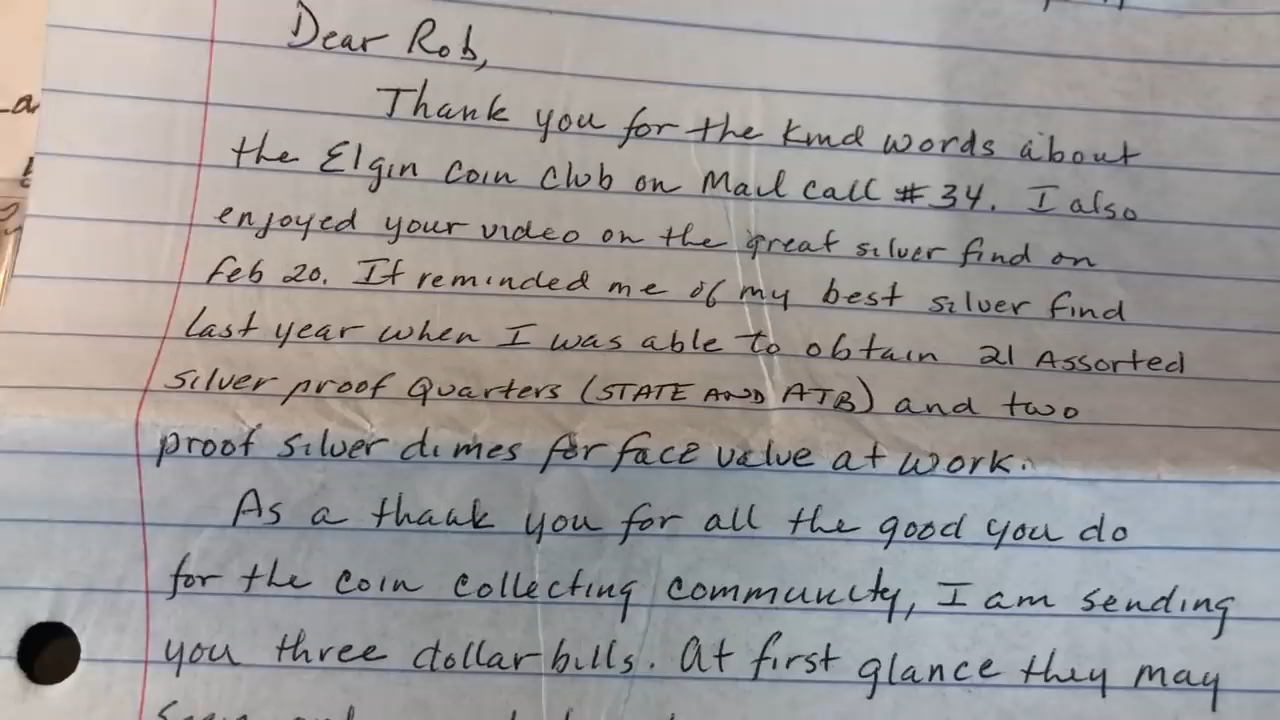 Dear Rob,
Thank you for the kind words about
the Elgin Coin Club on Mail call #34. I also
enjoyed your video on the great silver find on
Feb 20. It reminded me of my best silver find
last year when I was able to obtain 21 Assorted
silver proof Quarters (STATE AND ATB) and two
proof silver dimes for face value at work.
As a thank you for all the good you do
for the coin collecting community, I am sending
you three dollar bills. At first glance they may